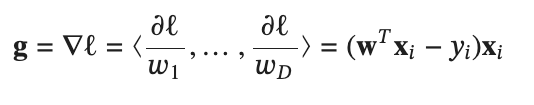 g = ∇ℓ = ⟨∂ℓ/w₁, …, ∂ℓ/w_D⟩ = (wᵀxᵢ − yᵢ)xᵢ